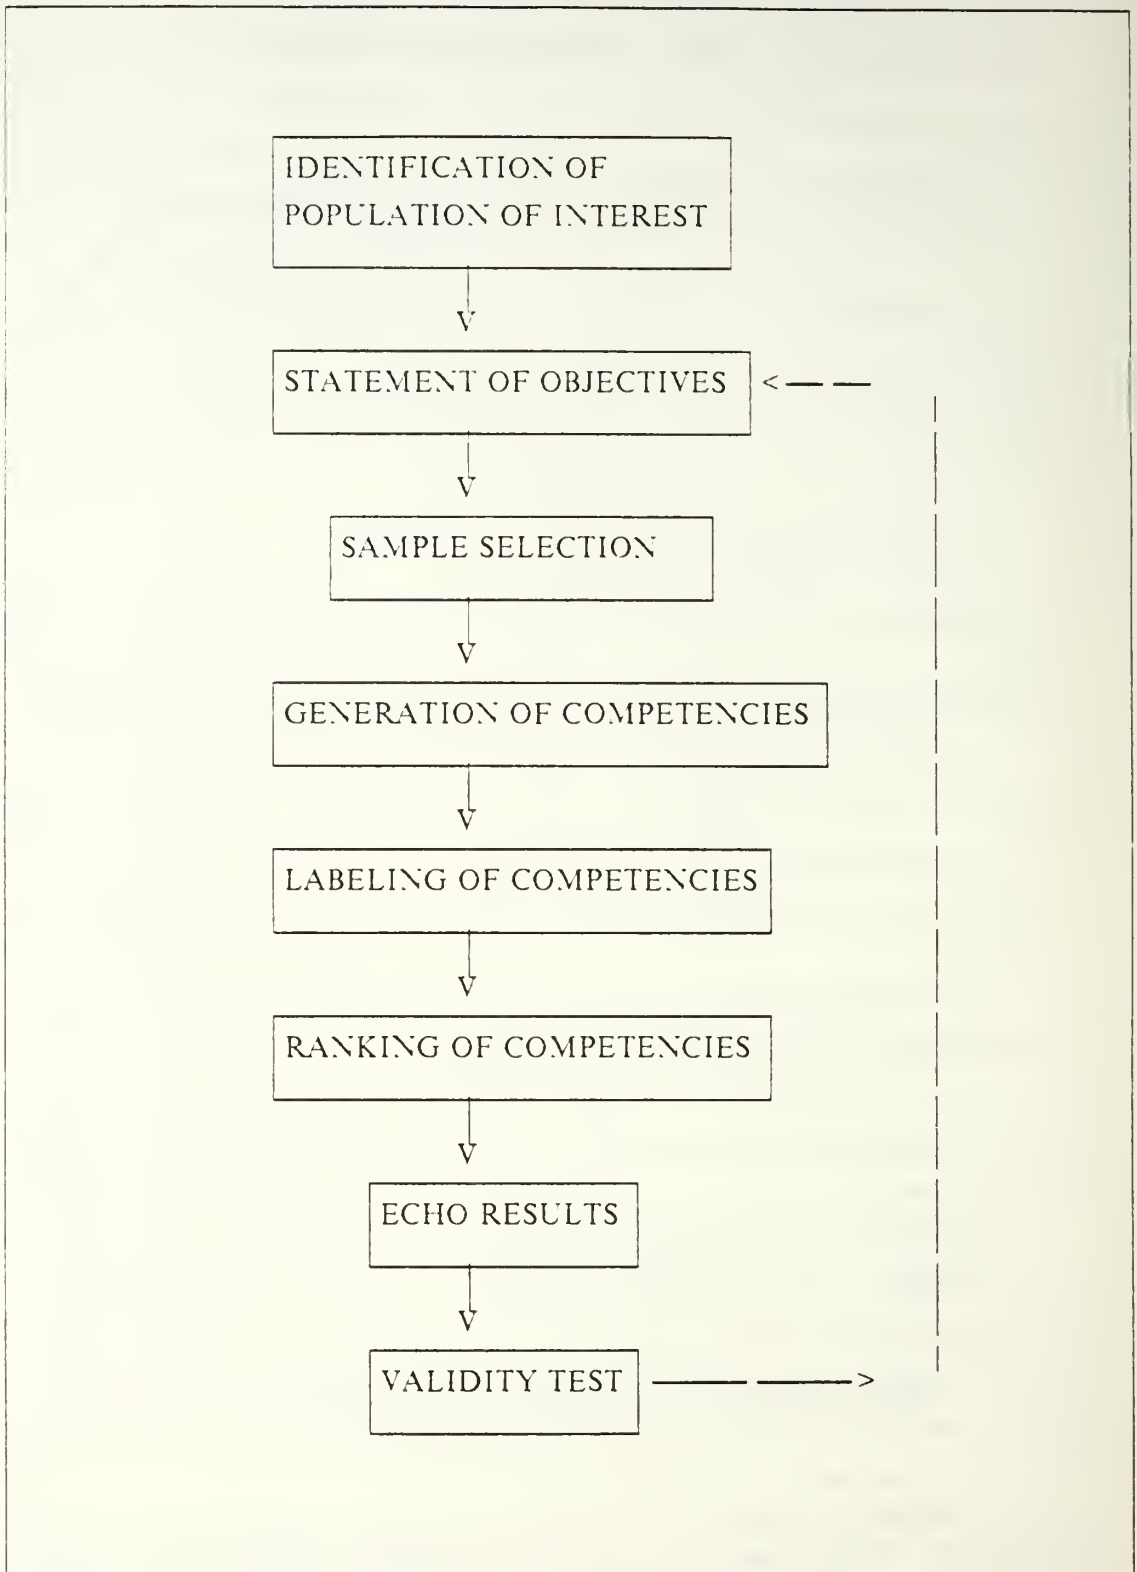 IDENTIFICATION OF
POPULATION OF INTEREST
STATEMENT OF OBJECTIVES
SAMPLE SELECTION
GENERATION OF COMPETENCIES
LABELING OF COMPETENCIES
RANKING OF COMPETENCIES
ECHO RESULTS
VALIDITY TEST